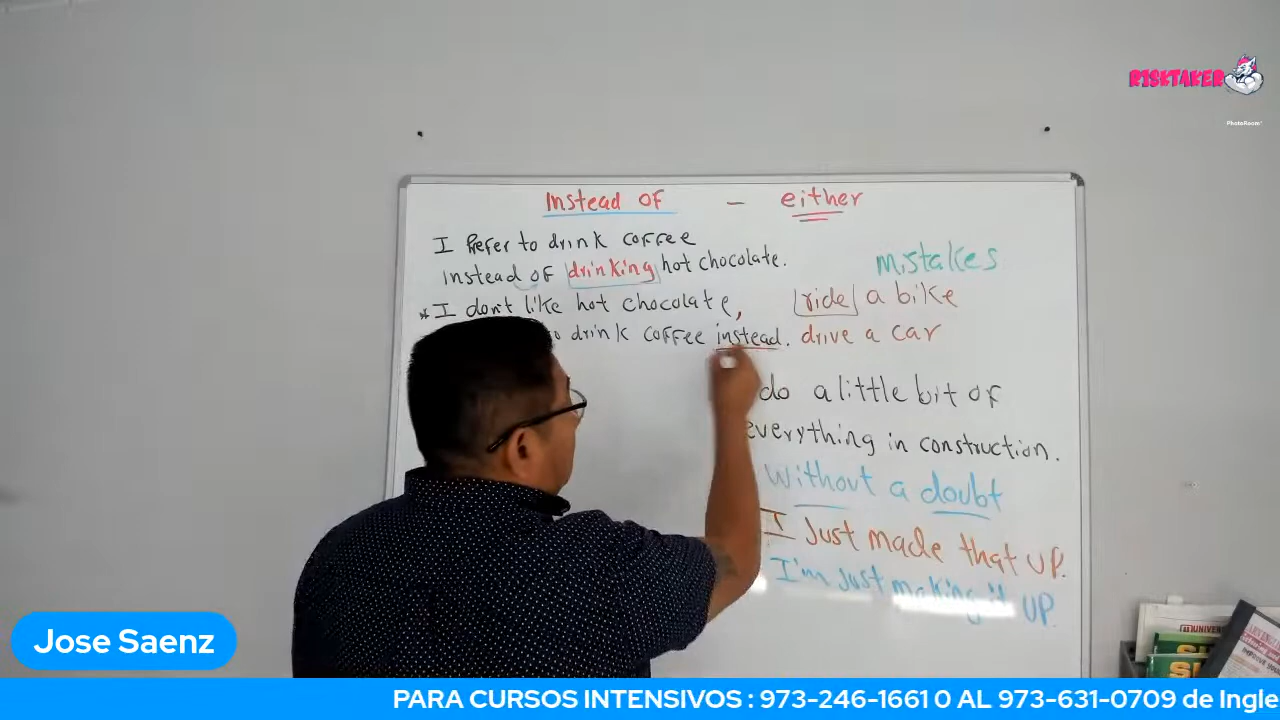 RISKTAKER
PhotoRoom
Instead OF - either
I Prefer to drink coffee
instead of drinking hot chocolate.
* I don't like hot chocolate,
to drink coffee instead.
mistakes
ride a bike
drive a car
do a little bit of
everything in construction.
Without a doubt
I Just made that UP.
I'm Just making it UP.
Jose Saenz
PARA CURSOS INTENSIVOS : 973-246-1661 O AL 973-631-0709 de Ingle